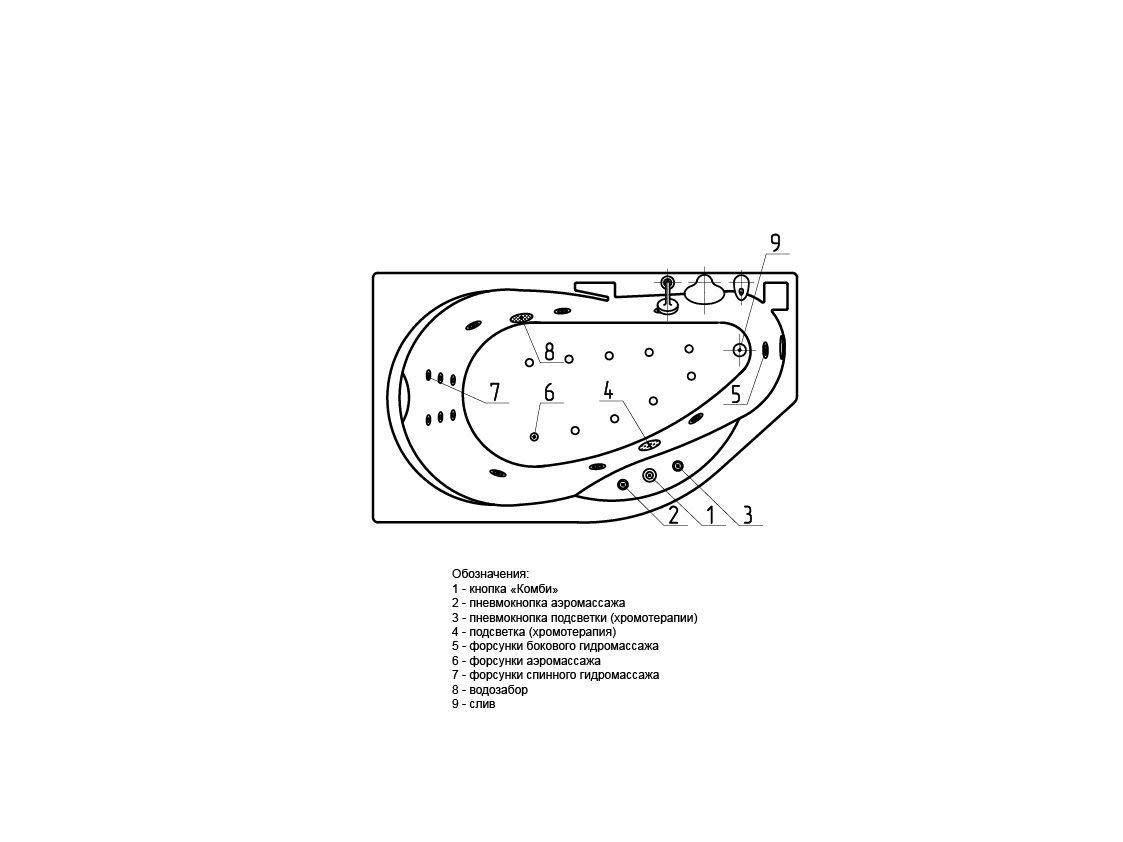 9
8
7
6
4
5
2
1
3
Обозначения:
1 - кнопка «Комби»
2 - пневмокнопка аэромассажа
3 - пневмокнопка подсветки (хромотерапии)
4 - подсветка (хромотерапия)
5 - форсунки бокового гидромассажа
6 - форсунки аэромассажа
7 - форсунки спинного гидромассажа
8 - водозабор
9 - слив